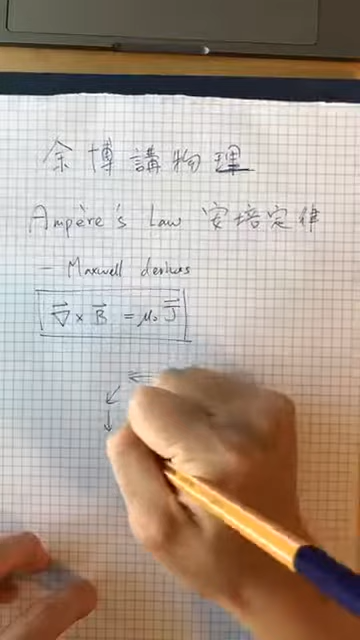 余博講物理
Ampère's Law 安培定律
- Maxwell derives
∇⃗ × B⃗ = μ₀ J⃗